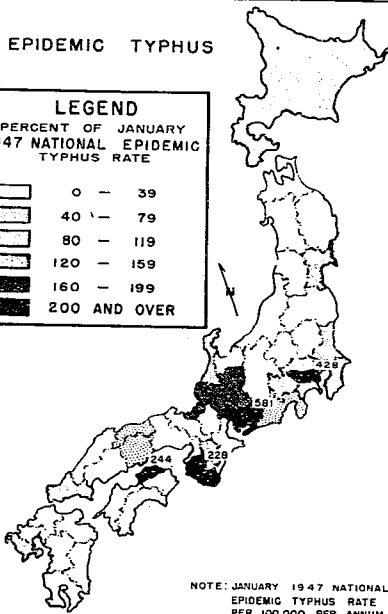 EPIDEMIC TYPHUS
LEGEND
PERCENT OF JANUARY
47 NATIONAL EPIDEMIC
TYPHUS RATE
0 — 39
40 — 79
80 — 119
120 — 159
160 — 199
200 AND OVER
N
428
581
228
244
NOTE: JANUARY 1947 NATIONAL
EPIDEMIC TYPHUS RATE
PER 100,000 PER ANNUM